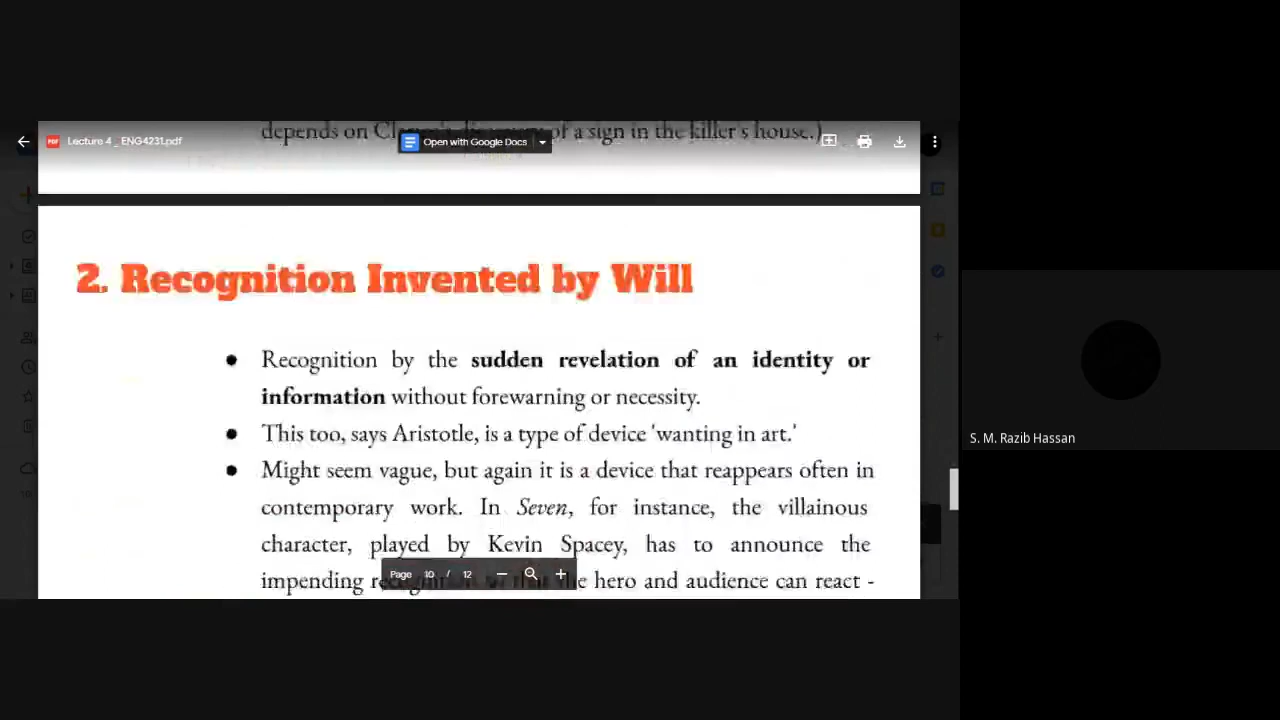 depends on of a sign in the killer's house.)
Lecture 4 _ ENG4231.pdf
Open with Google Docs
2. Recognition Invented by Will
● Recognition by the sudden revelation of an identity or
information without forewarning or necessity.
● This too, says Aristotle, is a type of device 'wanting in art.'
● Might seem vague, but again it is a device that reappears often in
contemporary work. In Seven, for instance, the villainous
character, played by Kevin Spacey, has to announce the
impending the hero and audience can react -
Page 10 / 12
S. M. Razib Hassan